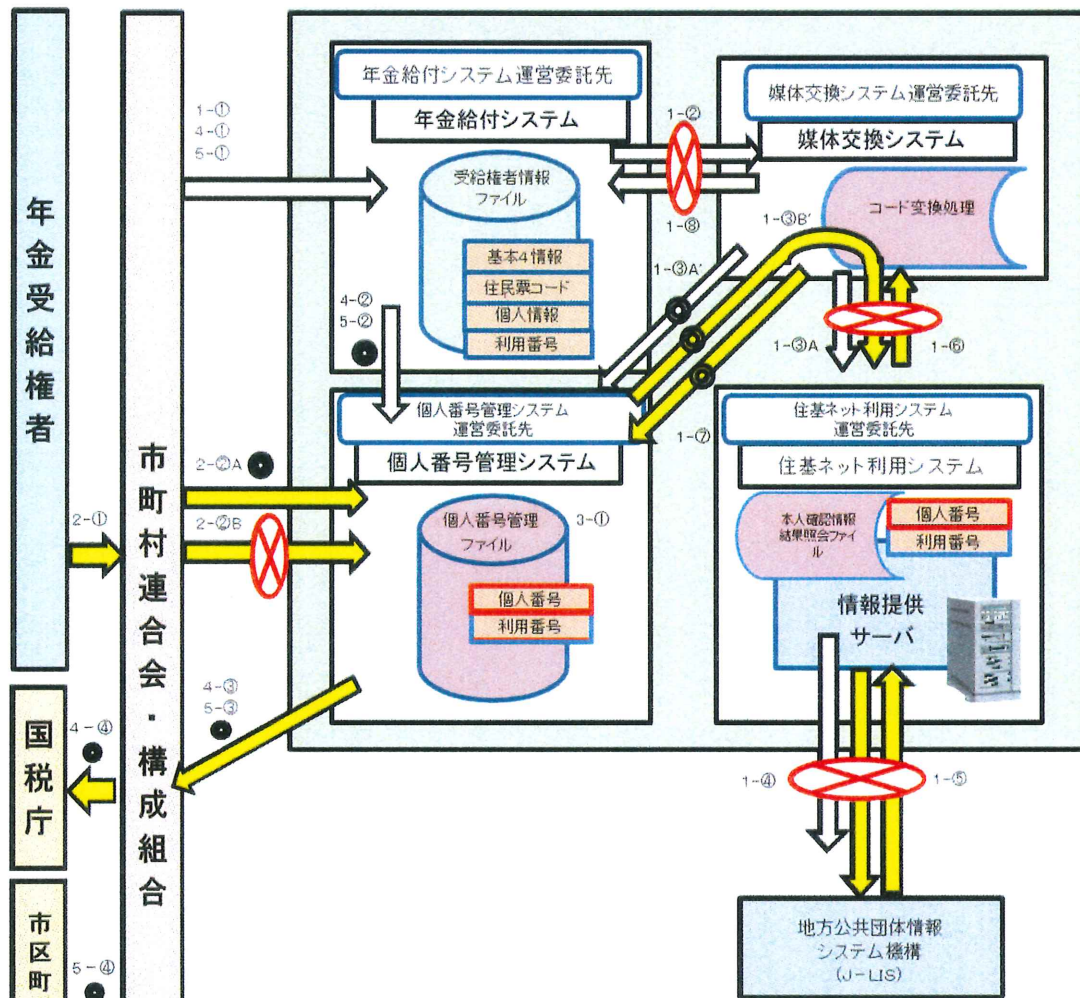 年金受給権者
国税庁
市区町
市町村連合会・構成組合
1-①
4-①
5-①
2-①
2-②A
2-②B
4-③
5-③
4-④
5-④
年金給付システム運営委託先
年金給付システム
受給権者情報
ファイル
基本4情報
住民票コード
個人情報
利用番号
4-②
5-②
1-②
1-⑧
媒体交換システム運営委託先
媒体交換システム
コード変換処理
1-③B'
1-③A'
1-③A
1-⑥
1-⑦
個人番号管理システム
運営委託先
個人番号管理システム
個人番号管理
ファイル
3-①
個人番号
利用番号
住基ネット利用システム
運営委託先
住基ネット利用システム
本人確認情報
結果照会ファイ
ル
個人番号
利用番号
情報提供
サーバ
1-④
1-⑤
地方公共団体情報
システム機構
(J-LIS)